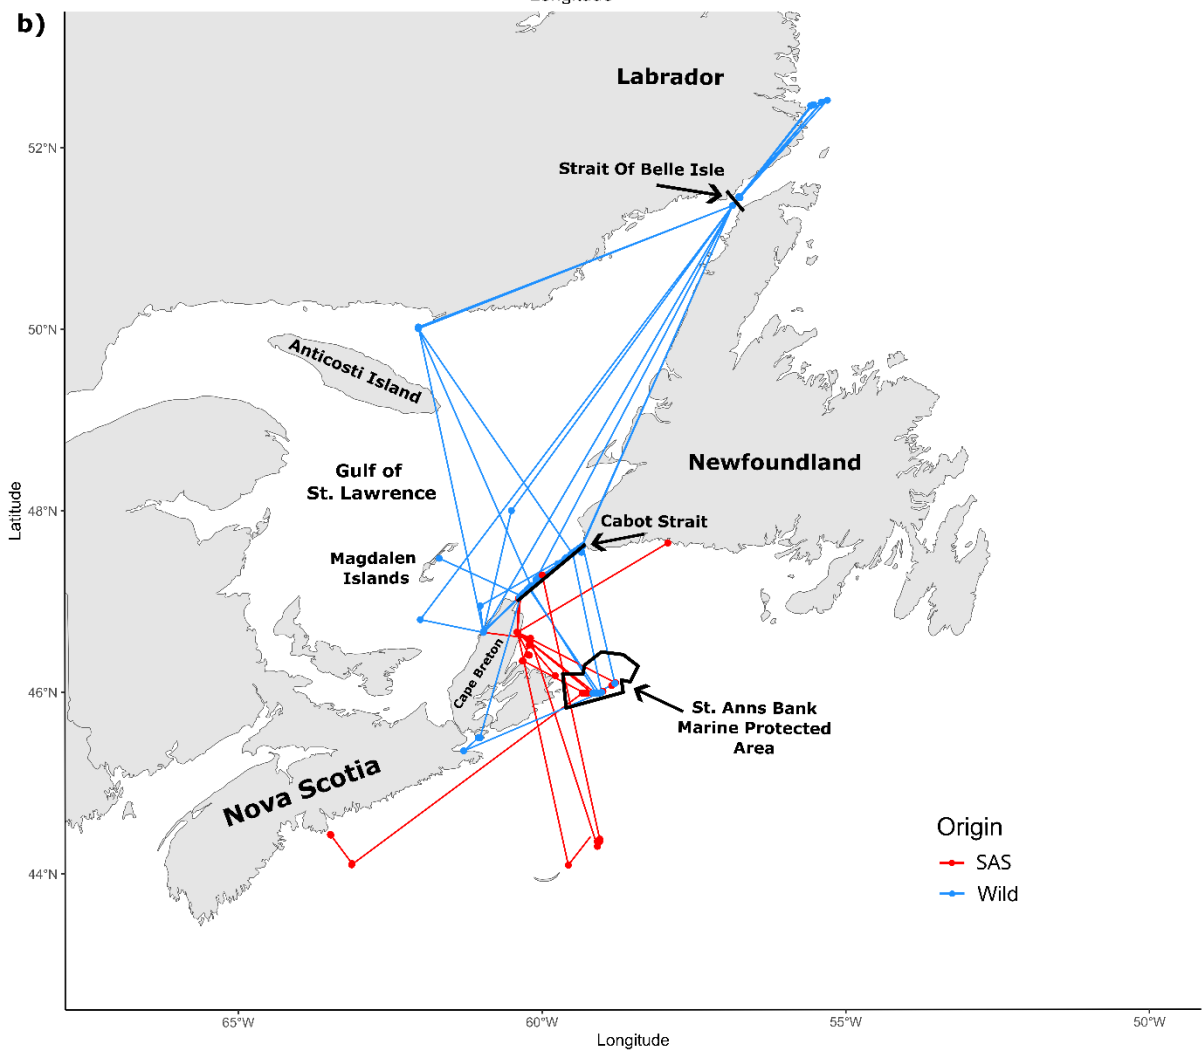 Longitude
b)
Labrador
52°N
Strait Of Belle Isle
50°N
Anticosti Island
Gulf of
St. Lawrence
Newfoundland
Latitude
48°N
Cabot Strait
Magdalen
Islands
Cape Breton
46°N
St. Anns Bank
Marine Protected
Area
Nova Scotia
Origin
SAS
44°N
Wild
65°W
60°W
55°W
50°W
Longitude